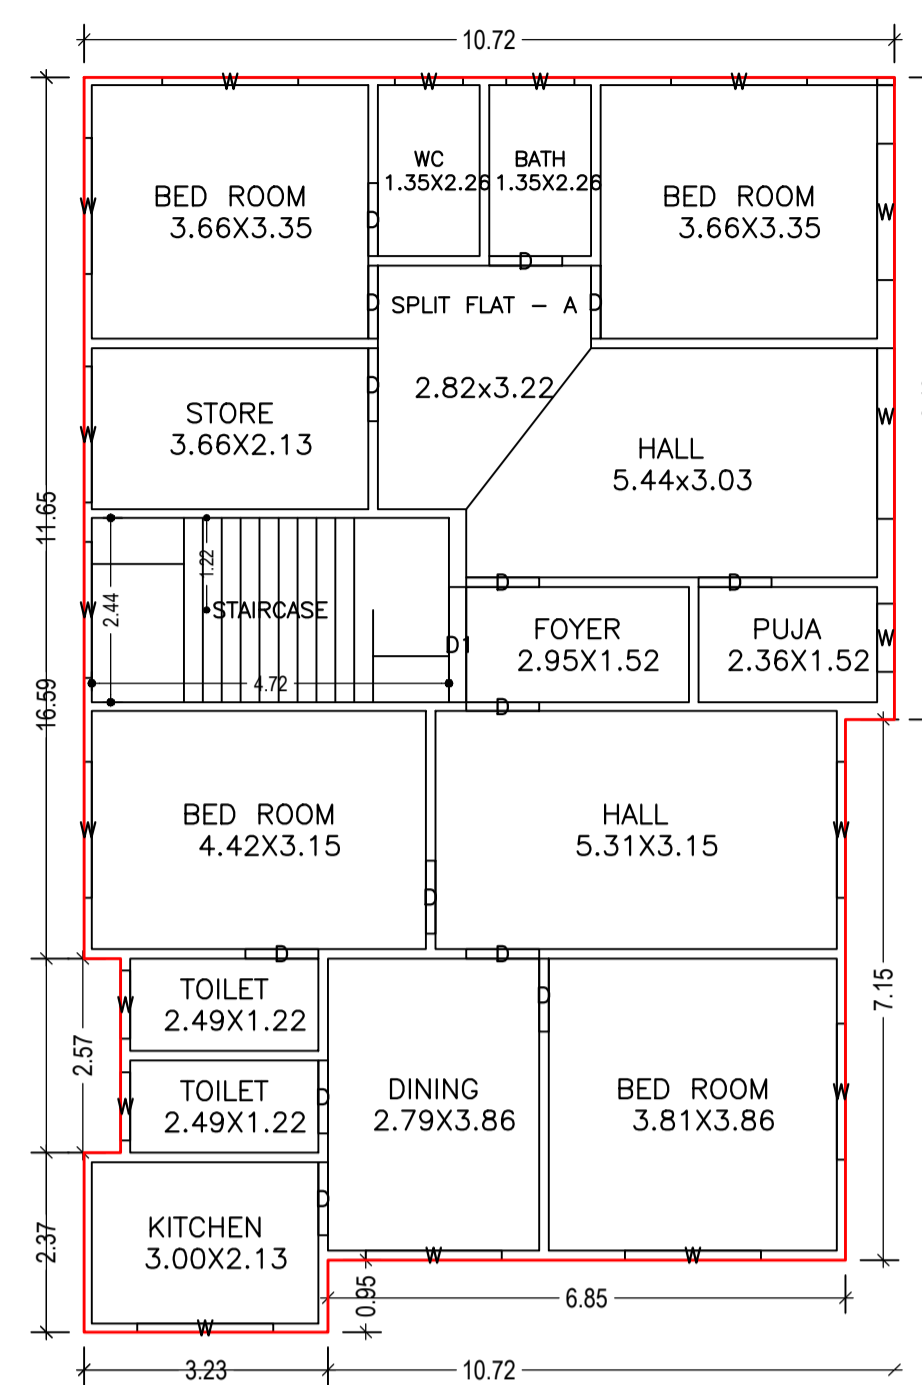 10.72
W
W
W
W
WC
1.35X2.26
BATH
1.35X2.26
BED ROOM
3.66X3.35
BED ROOM
3.66X3.35
W
W
D
D
D
SPLIT FLAT - A
D
2.82x3.22
D
STORE
3.66X2.13
W
W
HALL
5.44x3.03
11.65
1.22
2.44
STAIRCASE
W
4.72
D1
D
D
FOYER
2.95X1.52
PUJA
2.36X1.52
W
16.59
D
BED ROOM
4.42X3.15
HALL
5.31X3.15
W
W
D
D
D
TOILET
2.49X1.22
W
D
7.15
2.57
TOILET
2.49X1.22
W
D
DINING
2.79X3.86
BED ROOM
3.81X3.86
W
D
KITCHEN
3.00X2.13
2.37
W
W
W
0.95
6.85
3.23
10.72